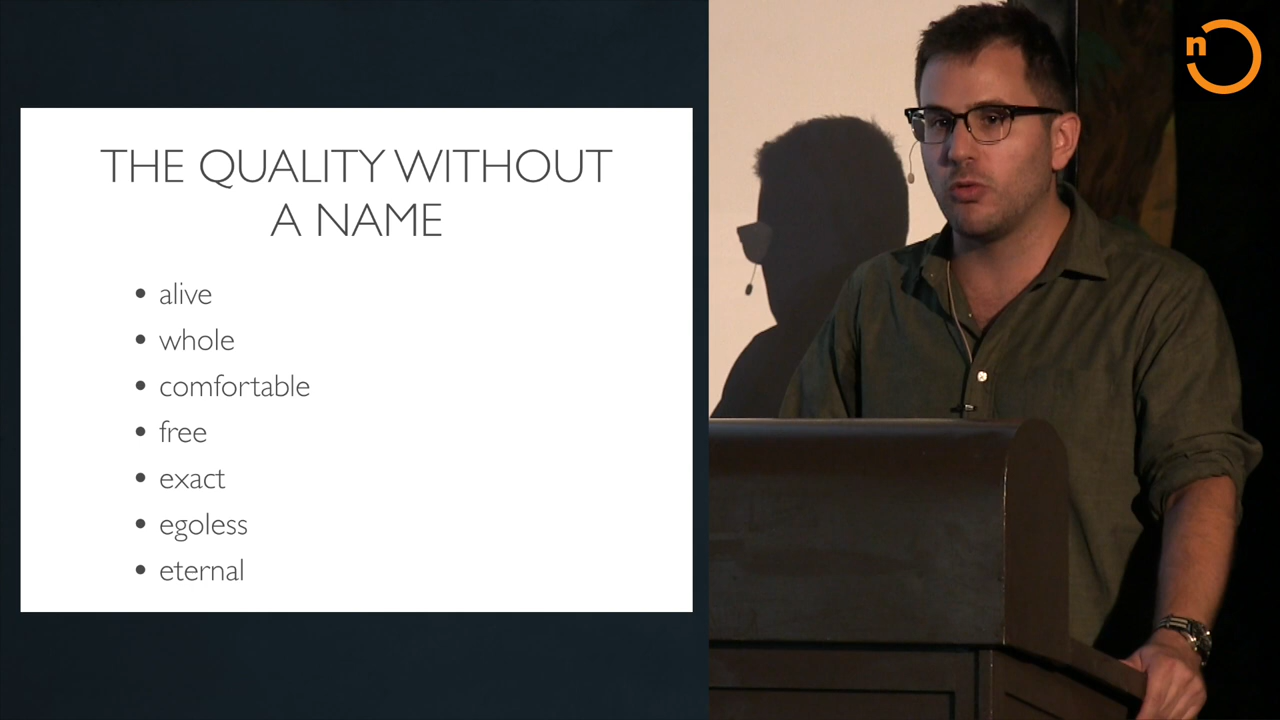 THE QUALITY WITHOUT
A NAME
• alive
• whole
• comfortable
• free
• exact
• egoless
• eternal
n